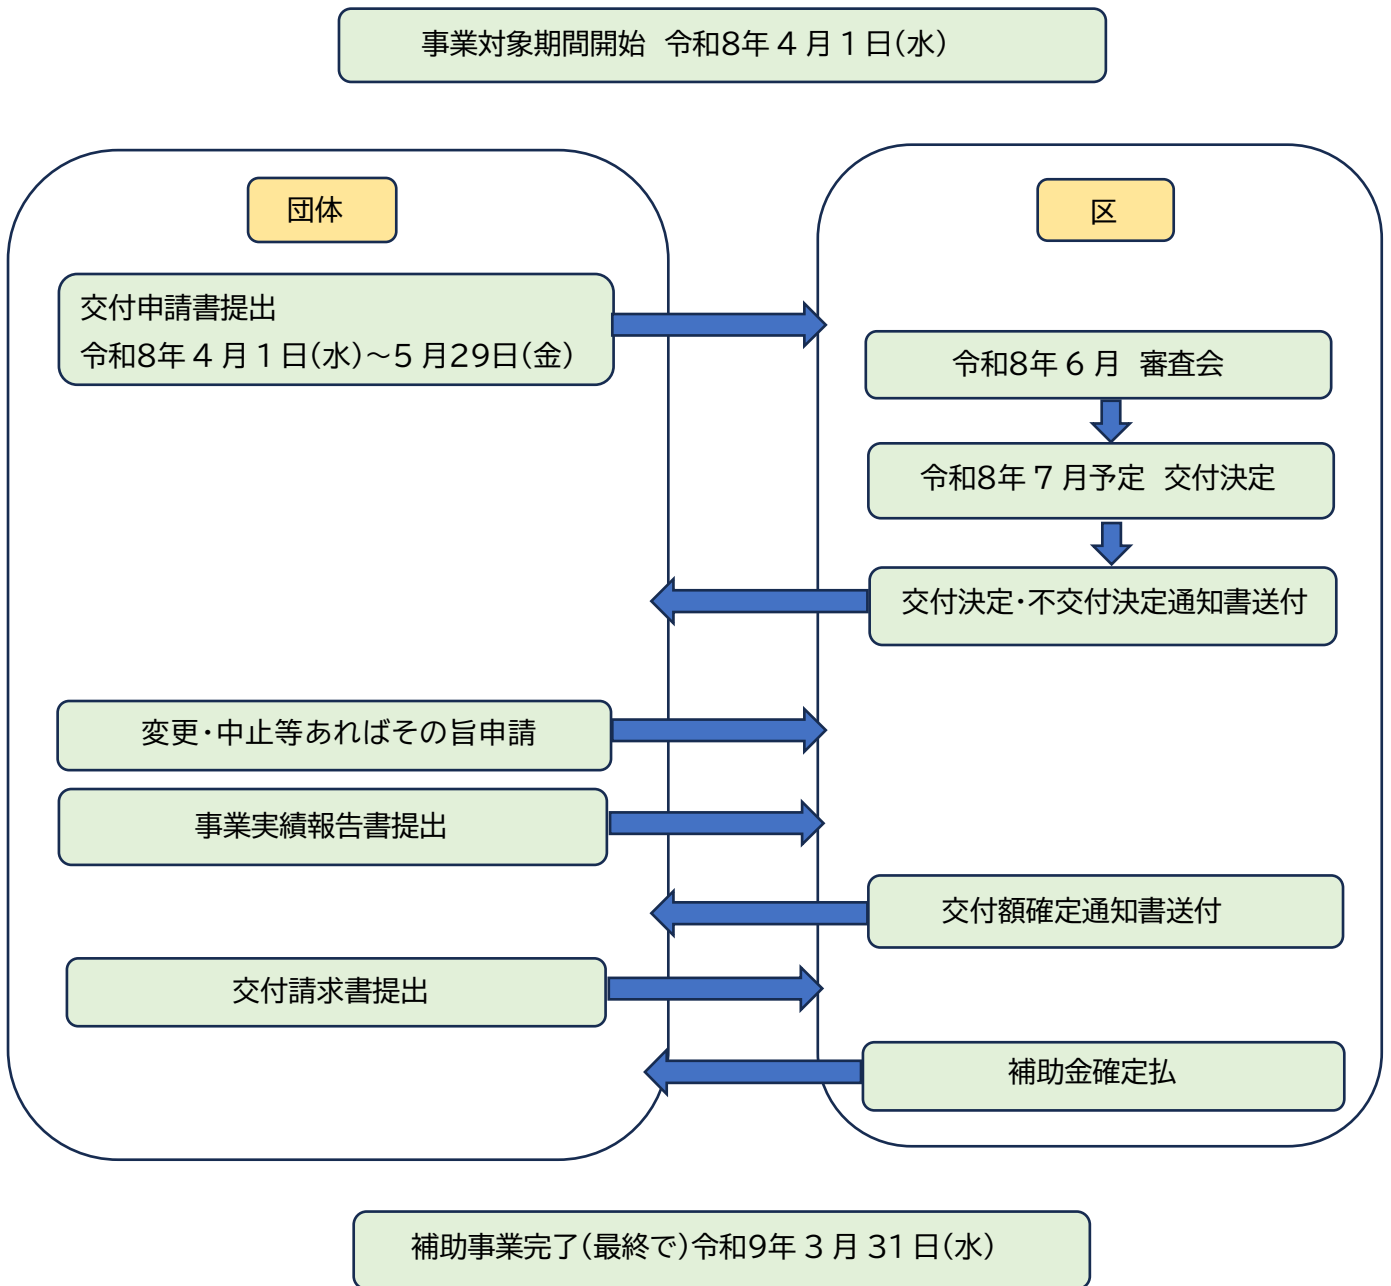 事業対象期間開始 令和8年４月１日(水)
団体
区
交付申請書提出
令和8年４月１日(水)～5月29日(金)
令和8年６月 審査会
令和8年７月予定 交付決定
交付決定・不交付決定通知書送付
変更・中止等あればその旨申請
事業実績報告書提出
交付額確定通知書送付
交付請求書提出
補助金確定払
補助事業完了(最終で)令和9年３月31日(水)